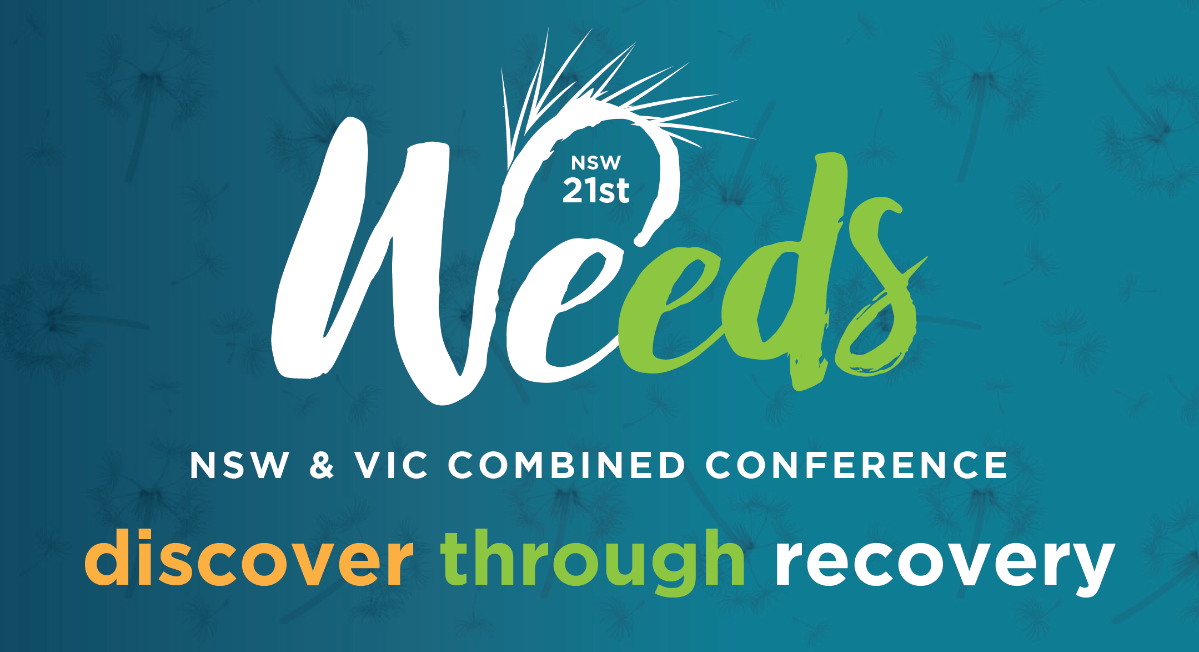 NSW
21st
Weeds
NSW & VIC COMBINED CONFERENCE
discover through recovery